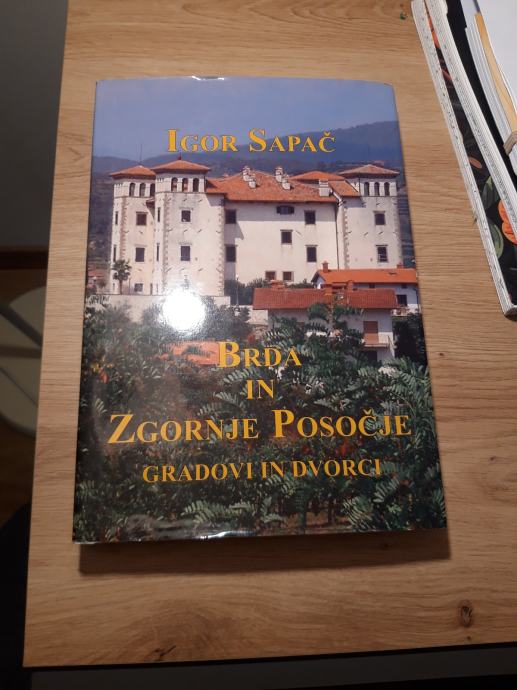 IGOR SAPAČ
BRDA
IN
ZGORNJE POSOČJE
GRADOVI IN DVORCI